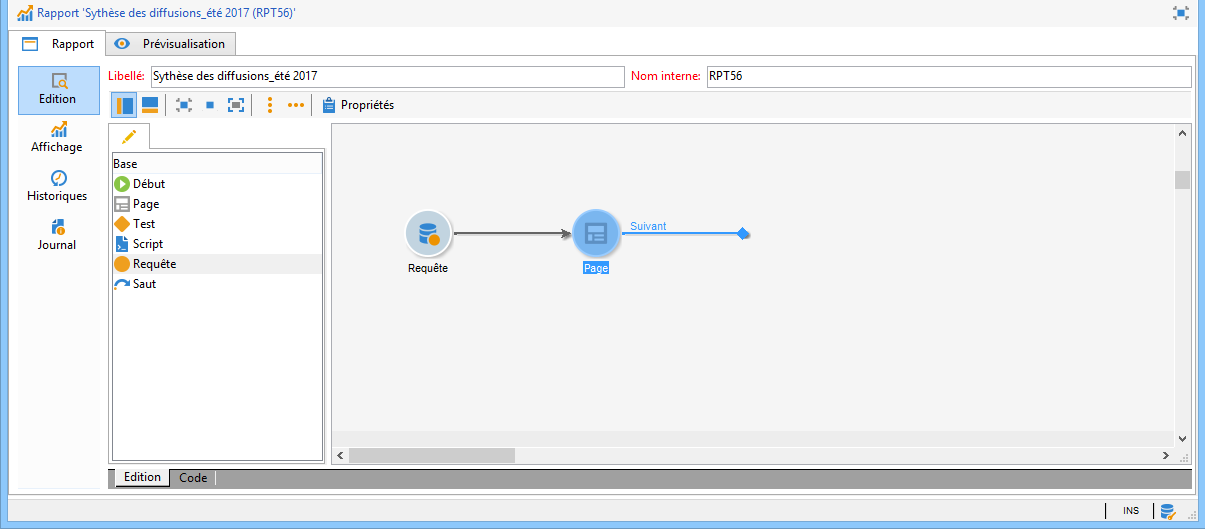 Rapport 'Sythèse des diffusions_été 2017 (RPT56)'
Rapport
Prévisualisation
Edition
Affichage
Historiques
Journal
Libellé: Sythèse des diffusions_été 2017 Nom interne: RPT56
Propriétés
Base
Début
Page
Test
Script
Requête
Saut
Requête
Page
Suivant
Edition
Code
INS